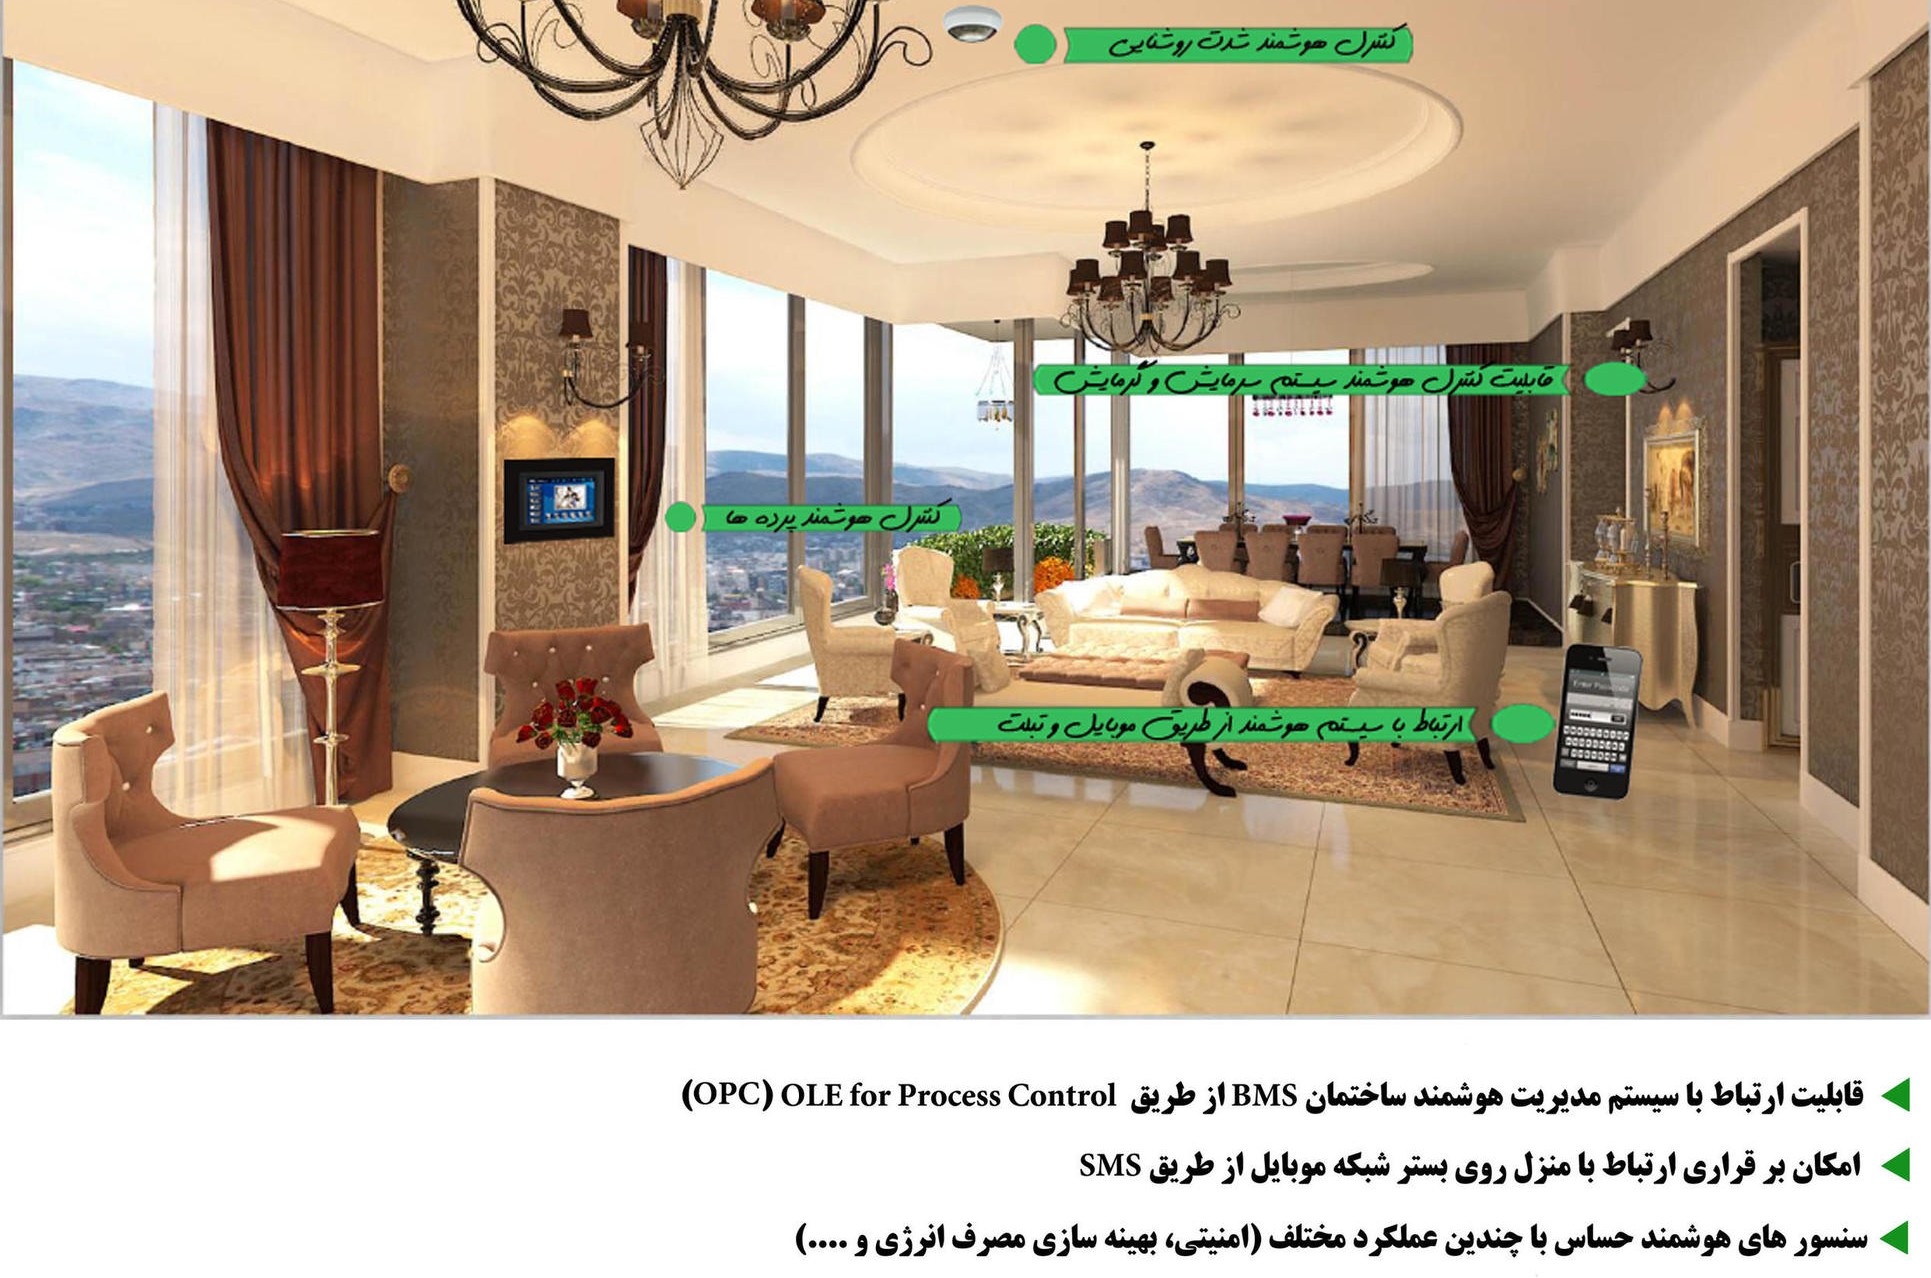 کنترل هوشمند شدت روشنایی
قابلیت کنترل هوشمند سیستم سرمایش و گرمایش
کنترل هوشمند پرده ها
ارتباط با سیستم هوشمند از طریق موبایل و تبلت
قابلیت ارتباط با سیستم مدیریت هوشمند ساختمان BMS از طریق OLE for Process Control (OPC)
امکان بر قراری ارتباط با منزل روی بستر شبکه موبایل از طریق SMS
سنسور های هوشمند حساس با چندین عملکرد مختلف (امنیتی، بهینه سازی مصرف انرژی و ....)